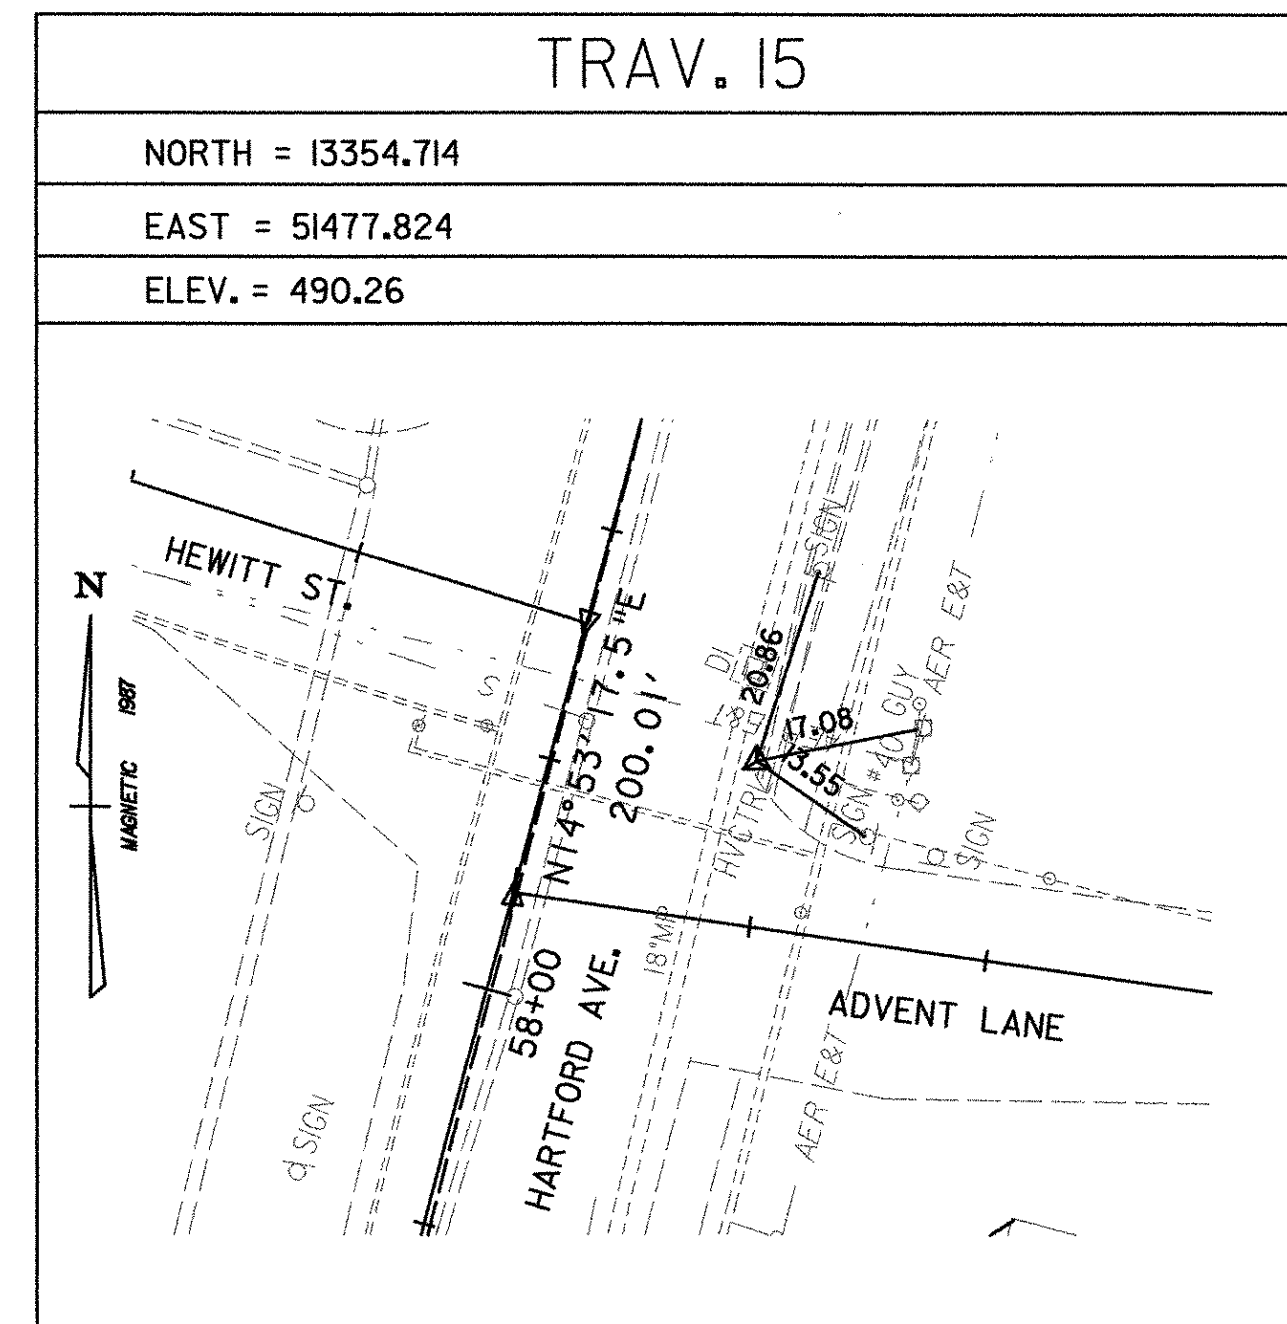 TRAV. 15
NORTH = 13354.714
EAST = 51477.824
ELEV. = 490.26
HEWITT ST.
N
MAGNETIC 1987
N14°53'17.5"E
200.01'
SIGN
AER E&T
DI
20.86
17.08
13.55
GUY
#40
SIGN
S
SIGN
SIGN
18"MP
58+00
HARTFORD AVE.
ADVENT LANE
AER E&T
SIGN